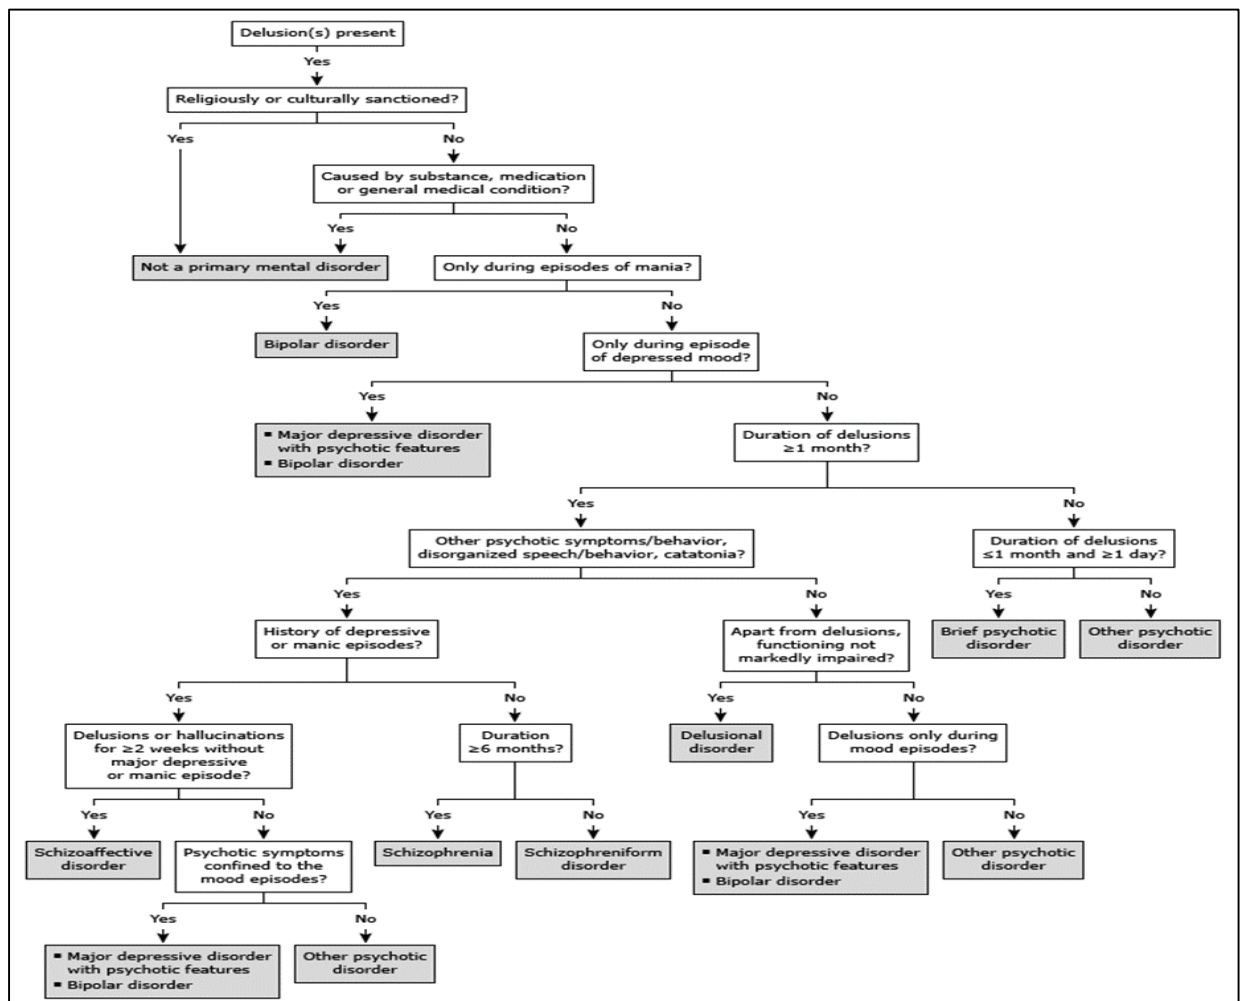 Delusion(s) present
Yes
Religiously or culturally sanctioned?
Yes
No
Caused by substance, medication
or general medical condition?
Yes
No
Not a primary mental disorder
Only during episodes of mania?
Yes
No
Bipolar disorder
Only during episode
of depressed mood?
Yes
No
▪ Major depressive disorder
with psychotic features
▪ Bipolar disorder
Duration of delusions
≥1 month?
Yes
No
Other psychotic symptoms/behavior,
disorganized speech/behavior, catatonia?
Duration of delusions
≤1 month and ≥1 day?
Yes
No
Yes
No
History of depressive
or manic episodes?
Apart from delusions,
functioning not
markedly impaired?
Brief psychotic
disorder
Other psychotic
disorder
Yes
No
Yes
No
Delusions or hallucinations
for ≥2 weeks without
major depressive
or manic episode?
Duration
≥6 months?
Delusional
disorder
Delusions only during
mood episodes?
Yes
No
Yes
No
Yes
No
Schizoaffective
disorder
Psychotic symptoms
confined to the
mood episodes?
Schizophrenia
Schizophreniform
disorder
▪ Major depressive disorder
with psychotic features
▪ Bipolar disorder
Other psychotic
disorder
Yes
No
▪ Major depressive disorder
with psychotic features
▪ Bipolar disorder
Other psychotic
disorder